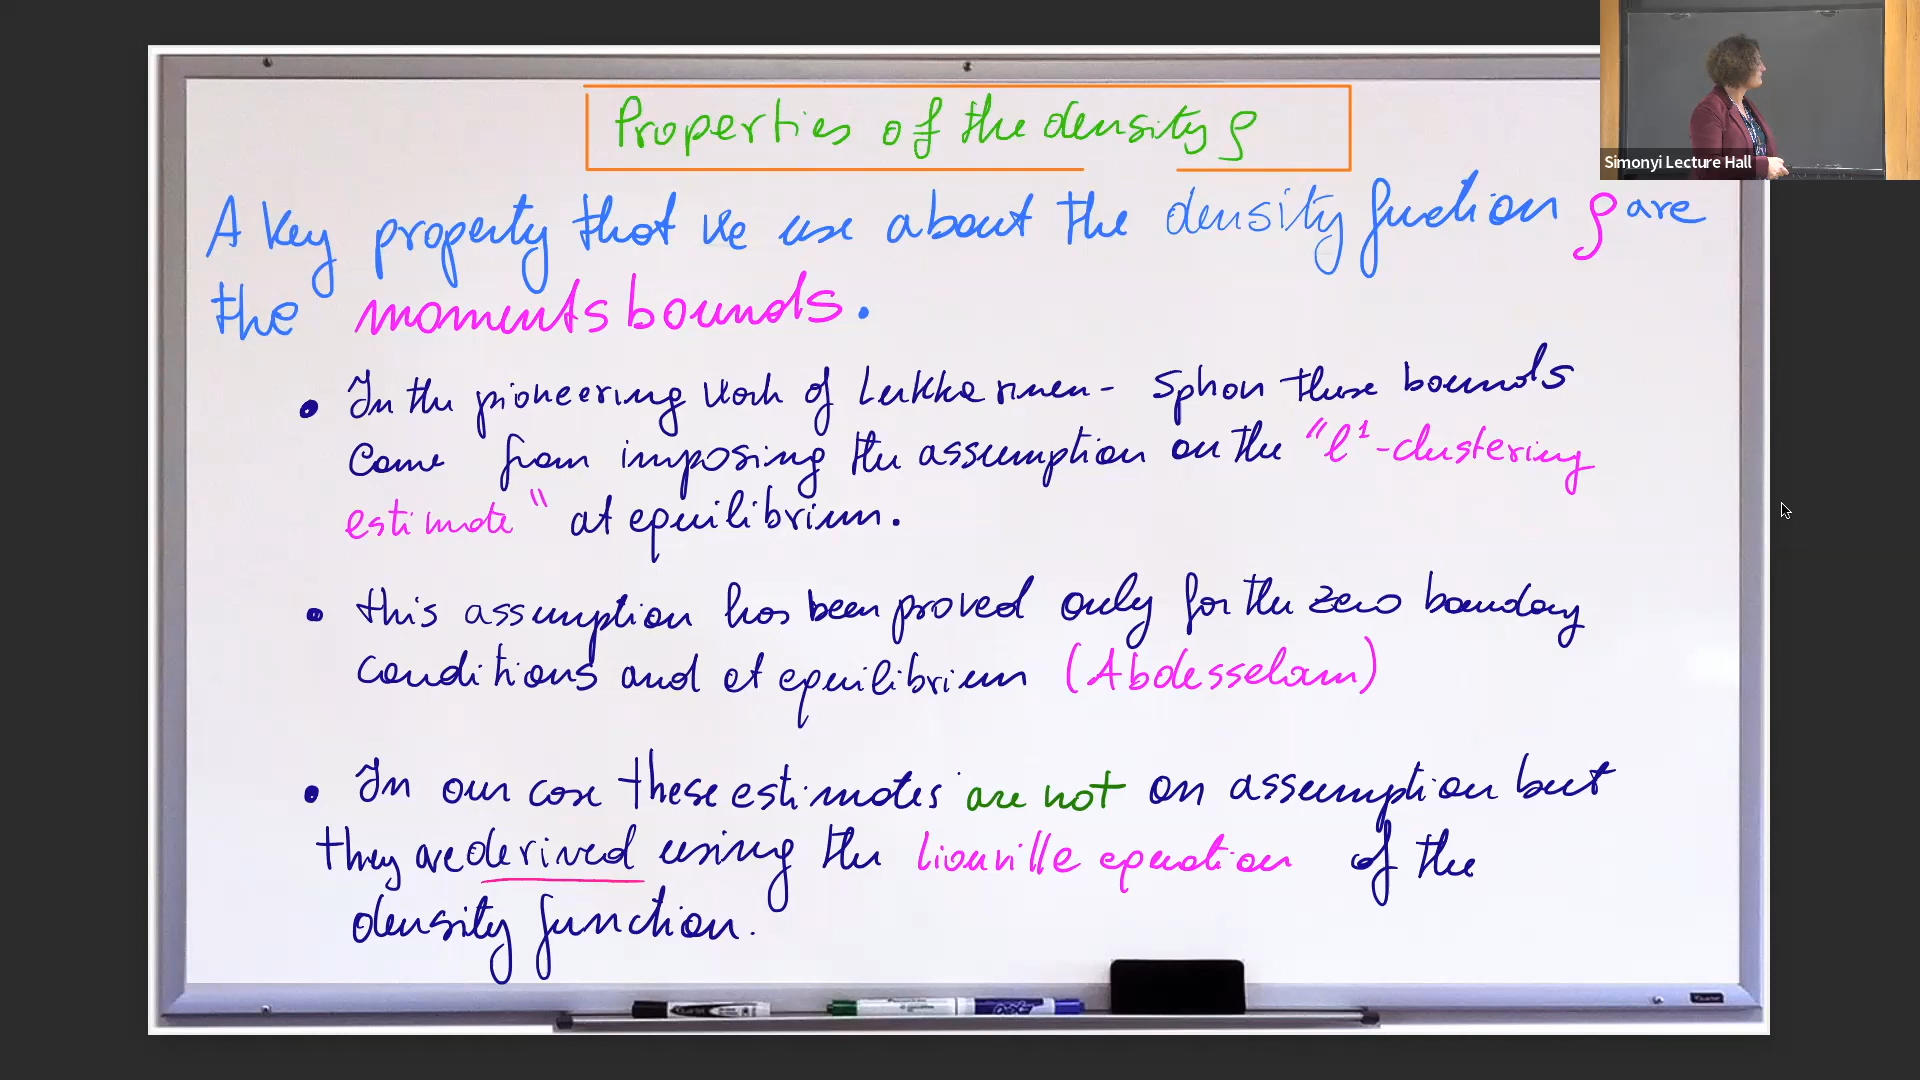 Properties of the density ρ
Simonyi Lecture Hall
A key property that we use about the density function ρ are
the moments bounds.
• In the pioneering work of Lukkarinen - Sphon these bounds
come from imposing the assumption on the "l¹-clustering
estimate" at equilibrium.
• this assumption has been proved only for the zero boundary
conditions and at equilibrium (Abdesselam)
• In our case these estimates are not an assumption but
they are derived using the liouville equation of the
density function.